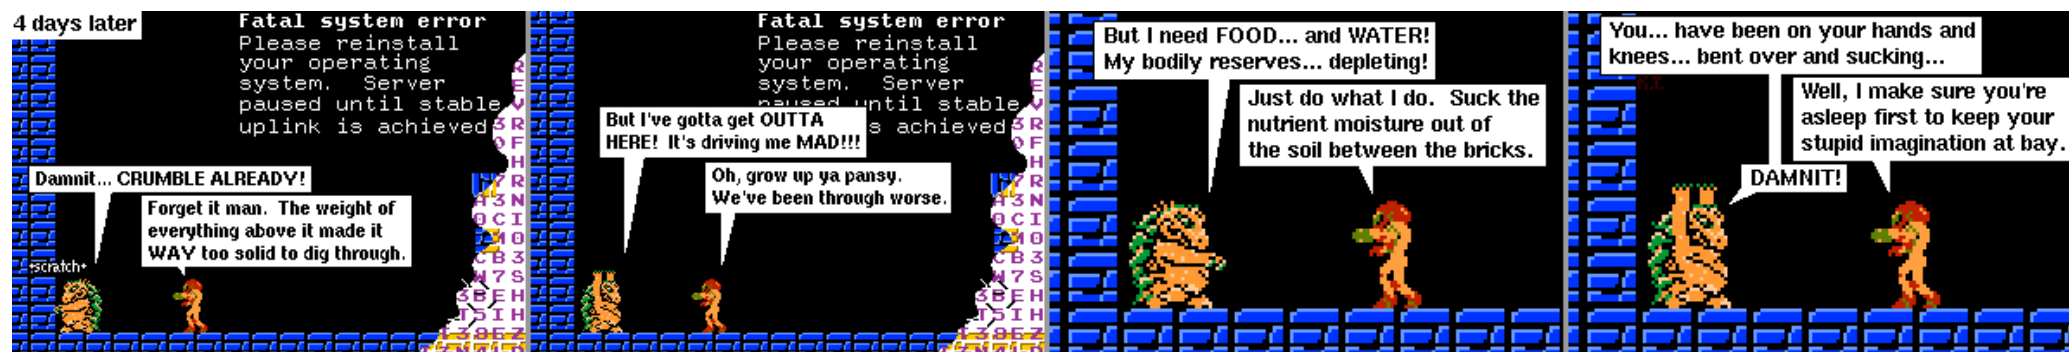 4 days later
Fatal system error
Please reinstall
your operating
system.  Server
paused until stable
uplink is achieved
Damnit... CRUMBLE ALREADY!
Forget it man.  The weight of
everything above it made it
WAY too solid to dig through.
*scratch*
Fatal system error
Please reinstall
your operating
system.  Server
paused until stable
s achieved
But I've gotta get OUTTA
HERE!  It's driving me MAD!!!
Oh, grow up ya pansy.
We've been through worse.
But I need FOOD... and WATER!
My bodily reserves... depleting!
Just do what I do.  Suck the
nutrient moisture out of
the soil between the bricks.
You... have been on your hands and
knees... bent over and sucking...
Well, I make sure you're
asleep first to keep your
stupid imagination at bay.
DAMNIT!